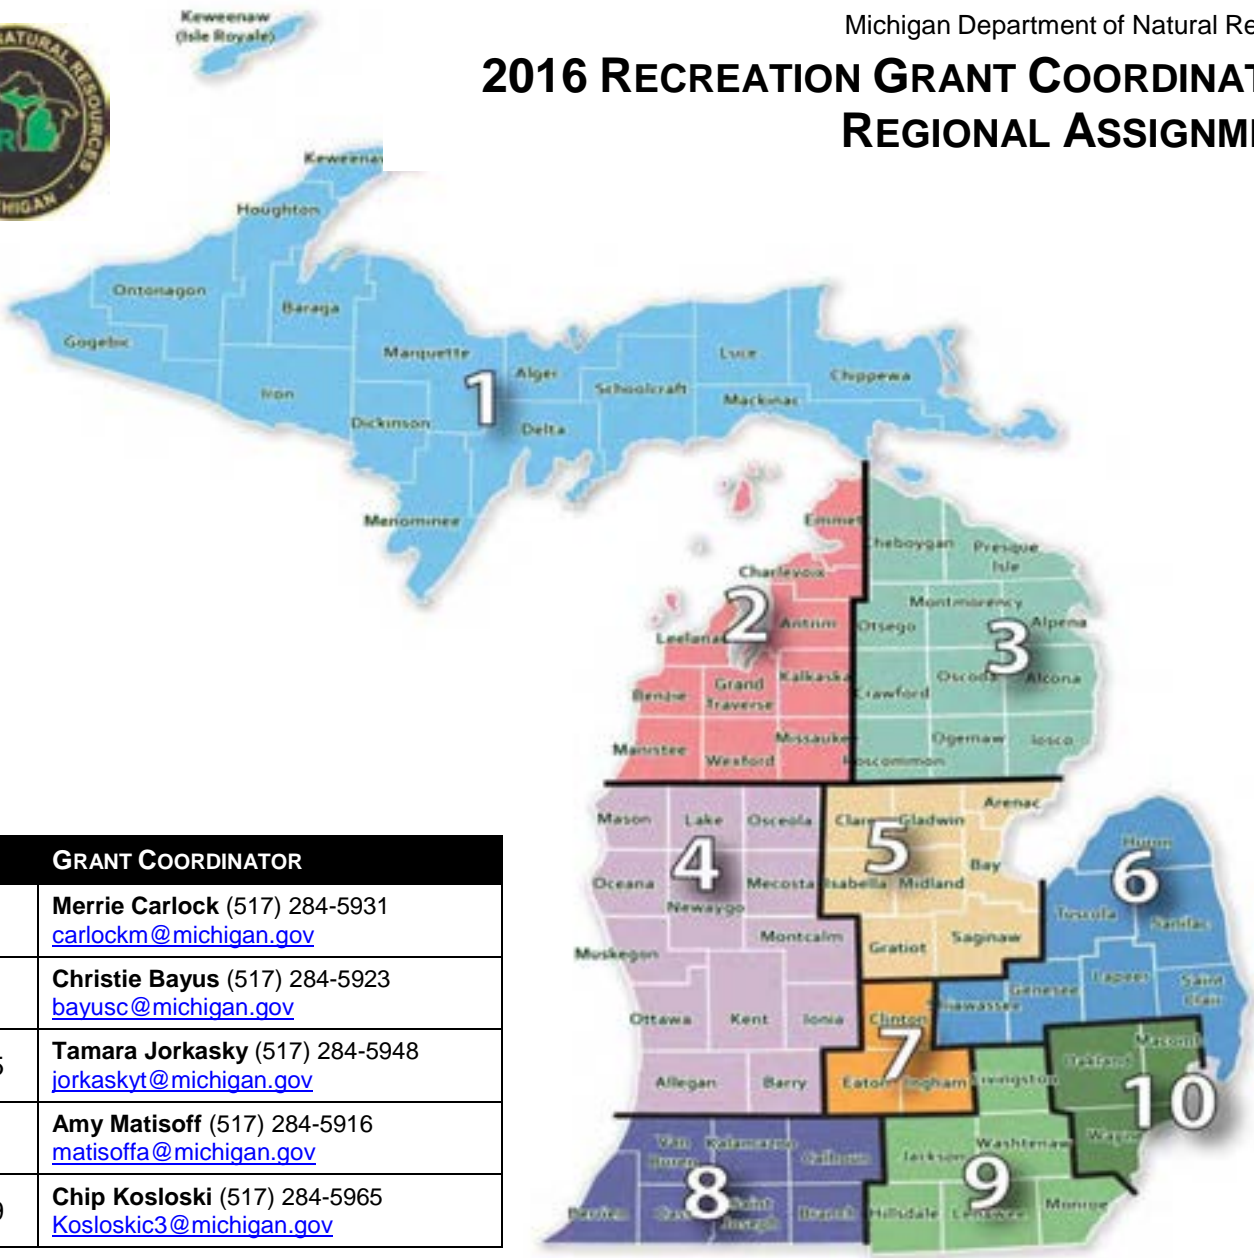 Michigan Department of Natural Re
2016 RECREATION GRANT COORDINAT
REGIONAL ASSIGNM
NATURAL RESOURCES
R
HIGAN
Keweenaw
(Isle Royale)
Keweenaw
Houghton
Ontonagon
Baraga
Gogebic
Marquette
Alger
Luce
Chippewa
Iron
1
Schoolcraft
Mackinac
Dickinson
Delta
Menominee
Emmet
Cheboygan
Presque
Isle
Charlevoix
2
Montmorency
Antrim
Otsego
3
Alpena
Leelanau
Grand
Traverse
Kalkaska
Benzie
Crawford
Oscoda
Alcona
Manistee
Wexford
Missaukee
Roscommon
Ogemaw
Iosco
Mason
Lake
Osceola
Clare
Gladwin
Arenac
4
5
Bay
Huron
6
Oceana
Mecosta
Isabella
Midland
Newaygo
Tuscola
Sanilac
Montcalm
Gratiot
Saginaw
Muskegon
Lapeer
Saint
Clair
Genesee
Shiawassee
Ottawa
Kent
Ionia
Clinton
7
Macomb
Oakland
Allegan
Barry
Eaton
Ingham
Livingston
10
Van
Buren
Kalamazoo
Calhoun
Jackson
Washtenaw
Wayne
8
9
Berrien
Cass
Saint
Joseph
Branch
Hillsdale
Lenawee
Monroe
GRANT COORDINATOR
Merrie Carlock (517) 284-5931
carlockm@michigan.gov
Christie Bayus (517) 284-5923
bayusc@michigan.gov
Tamara Jorkasky (517) 284-5948
jorkaskyt@michigan.gov
Amy Matisoff (517) 284-5916
matisoffa@michigan.gov
9
Chip Kosloski (517) 284-5965
Kosloskic3@michigan.gov